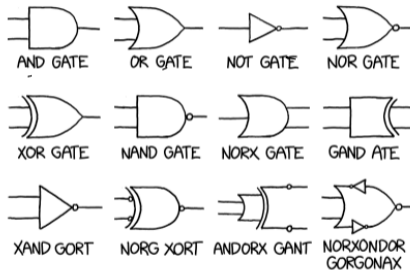 AND GATE
OR GATE
NOT GATE
NOR GATE
XOR GATE
NAND GATE
NORX GATE
GAND ATE
XAND GORT
NORG XORT
ANDORX GANT
NORXONDOR
GORGONAX